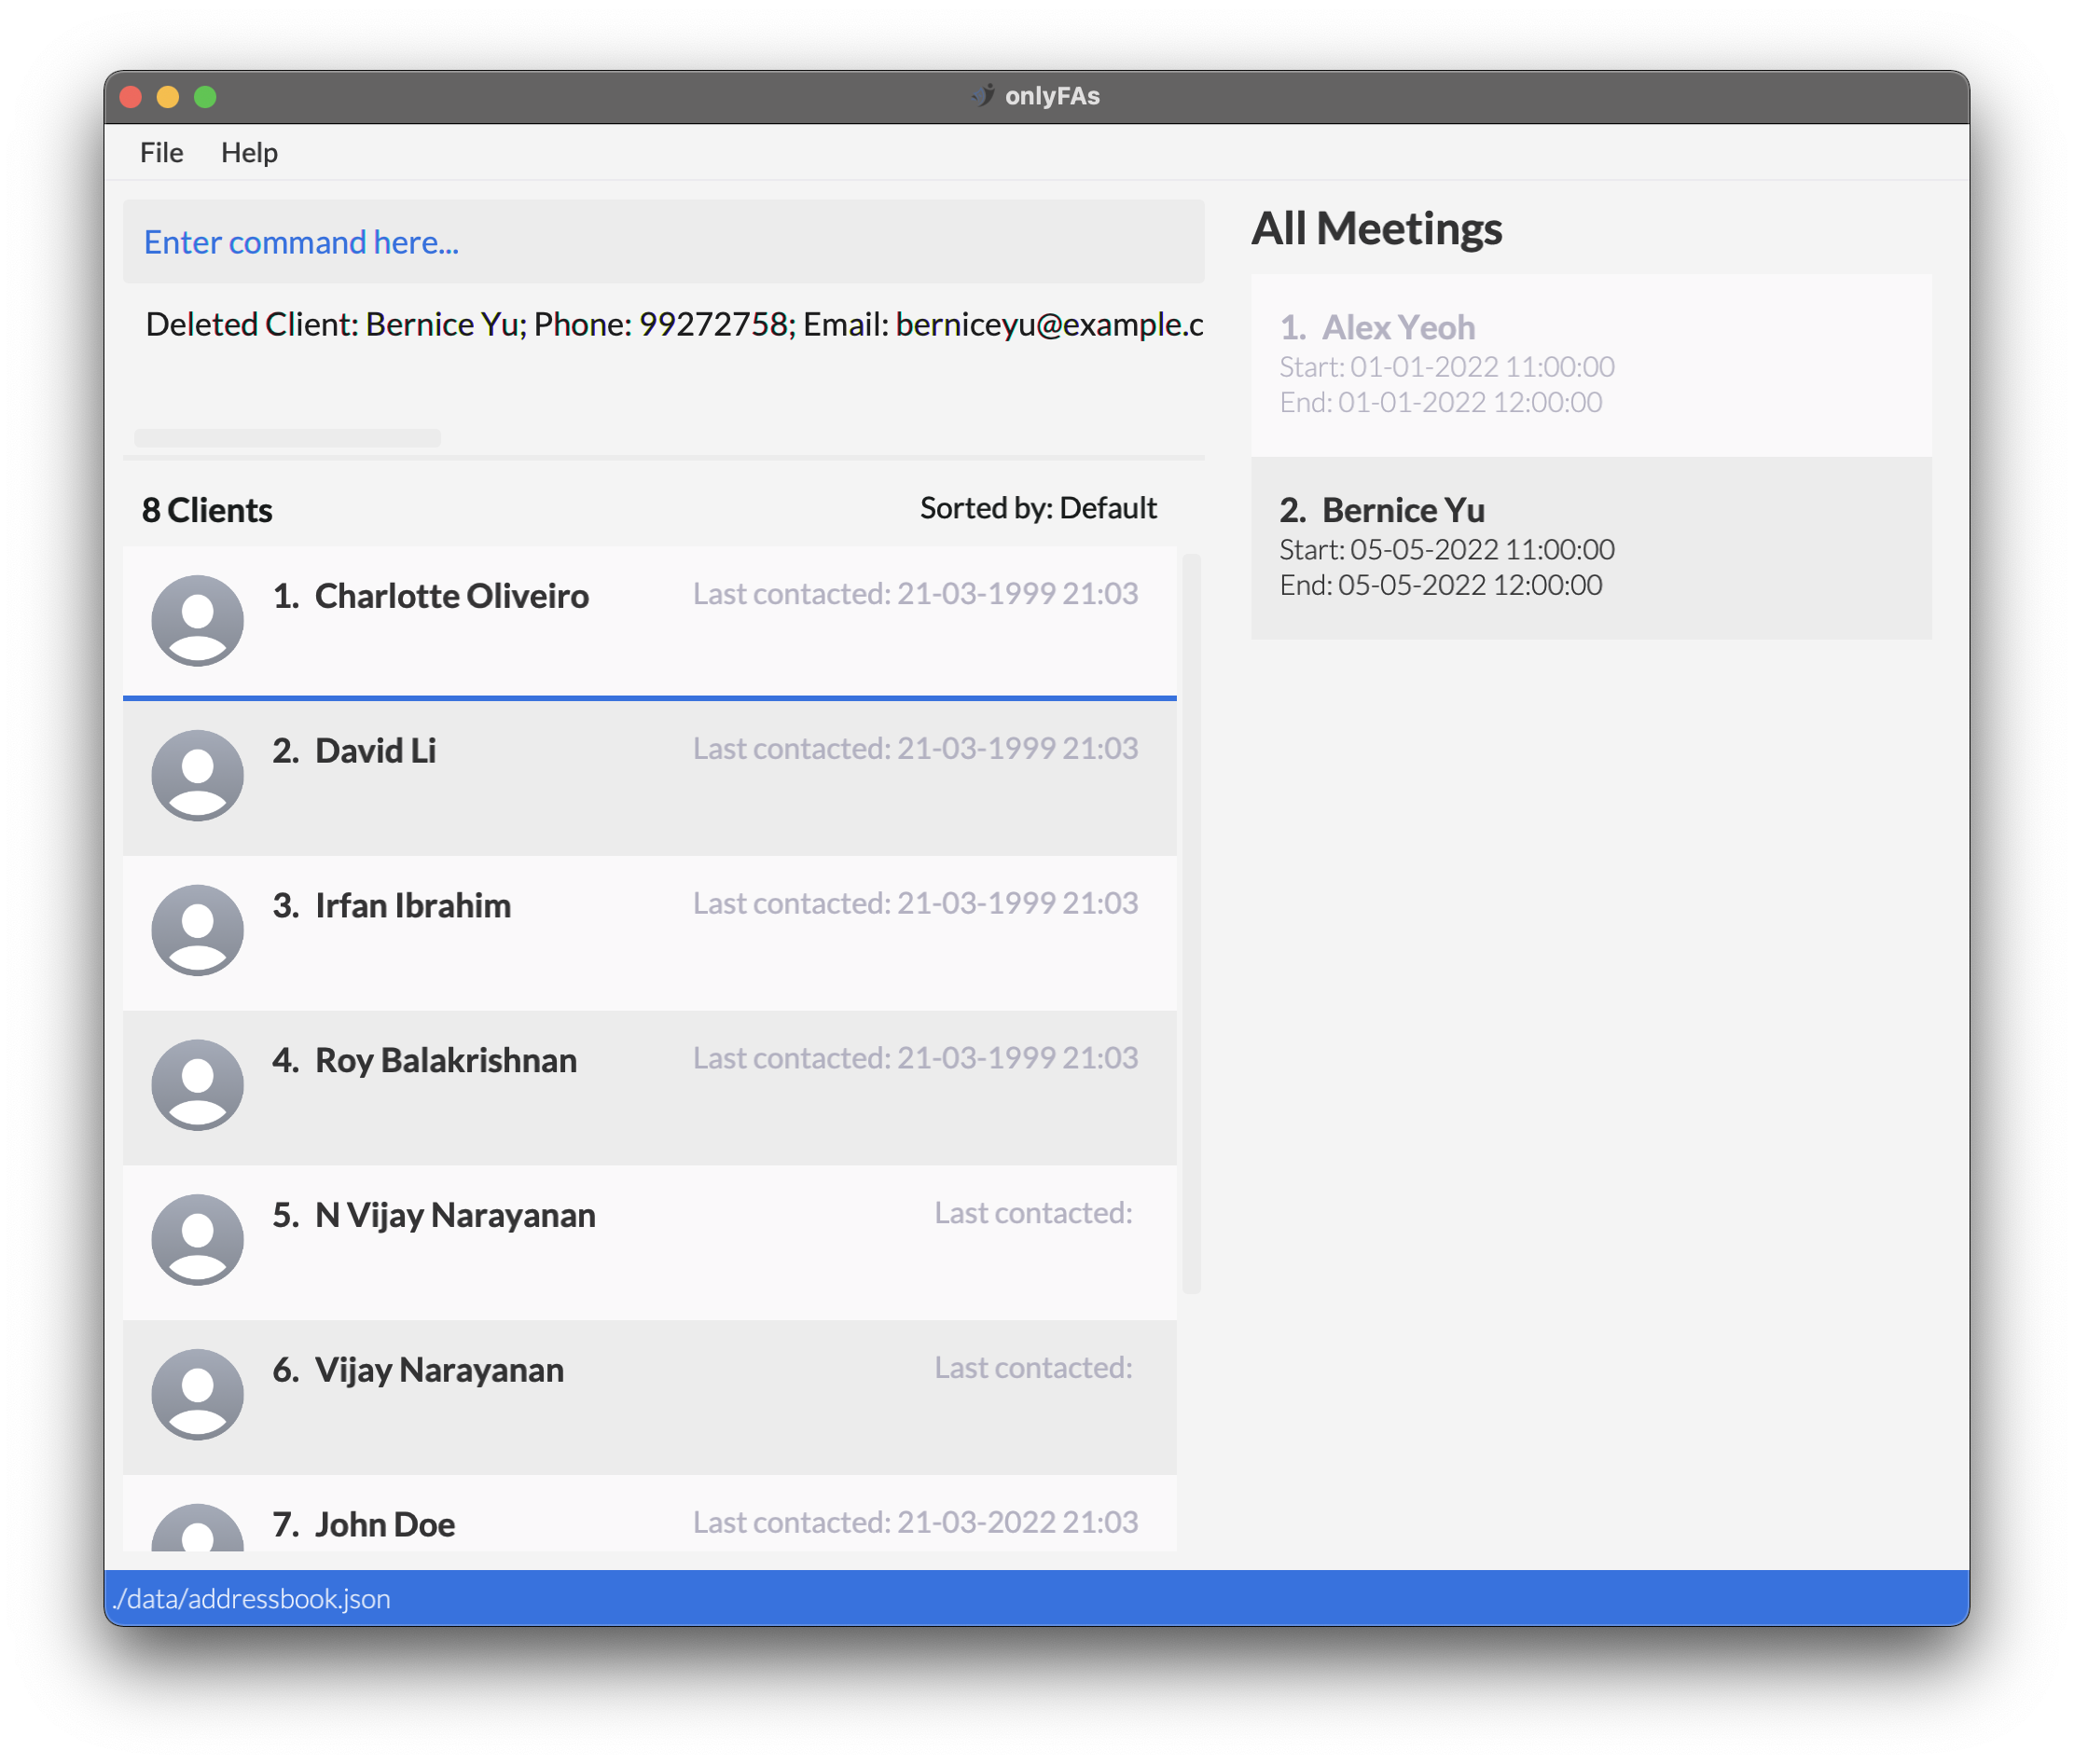 onlyFAs
File Help
Enter command here...
Deleted Client: Bernice Yu; Phone: 99272758; Email: berniceyu@example.c
8 Clients
Sorted by: Default
1. Charlotte Oliveiro
Last contacted: 21-03-1999 21:03
2. David Li
Last contacted: 21-03-1999 21:03
3. Irfan Ibrahim
Last contacted: 21-03-1999 21:03
4. Roy Balakrishnan
Last contacted: 21-03-1999 21:03
5. N Vijay Narayanan
Last contacted:
6. Vijay Narayanan
Last contacted:
7. John Doe
Last contacted: 21-03-2022 21:03
All Meetings
1. Alex Yeoh
Start: 01-01-2022 11:00:00
End: 01-01-2022 12:00:00
2. Bernice Yu
Start: 05-05-2022 11:00:00
End: 05-05-2022 12:00:00
./data/addressbook.json